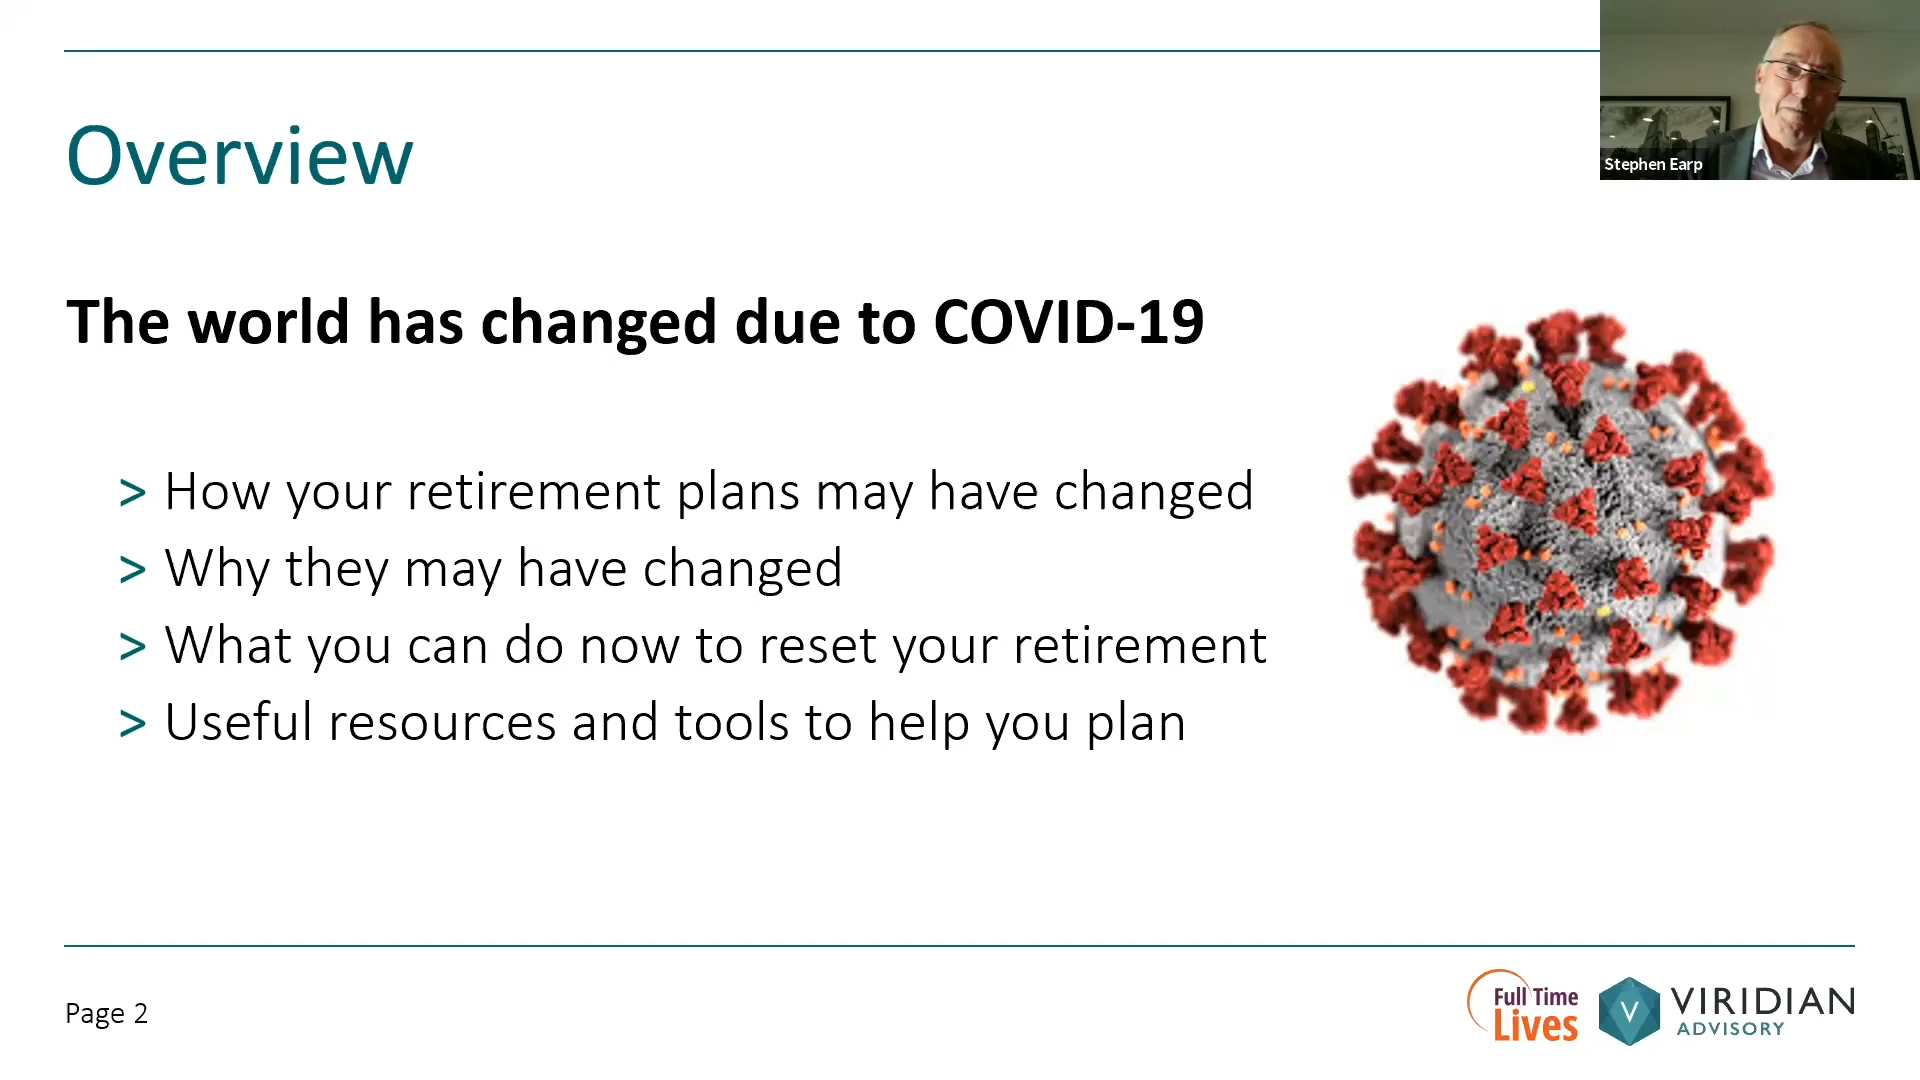 Stephen Earp
Overview
The world has changed due to COVID-19
> How your retirement plans may have changed
> Why they may have changed
> What you can do now to reset your retirement
> Useful resources and tools to help you plan
Page 2
Full Time
Lives
V
VIRIDIAN
ADVISORY